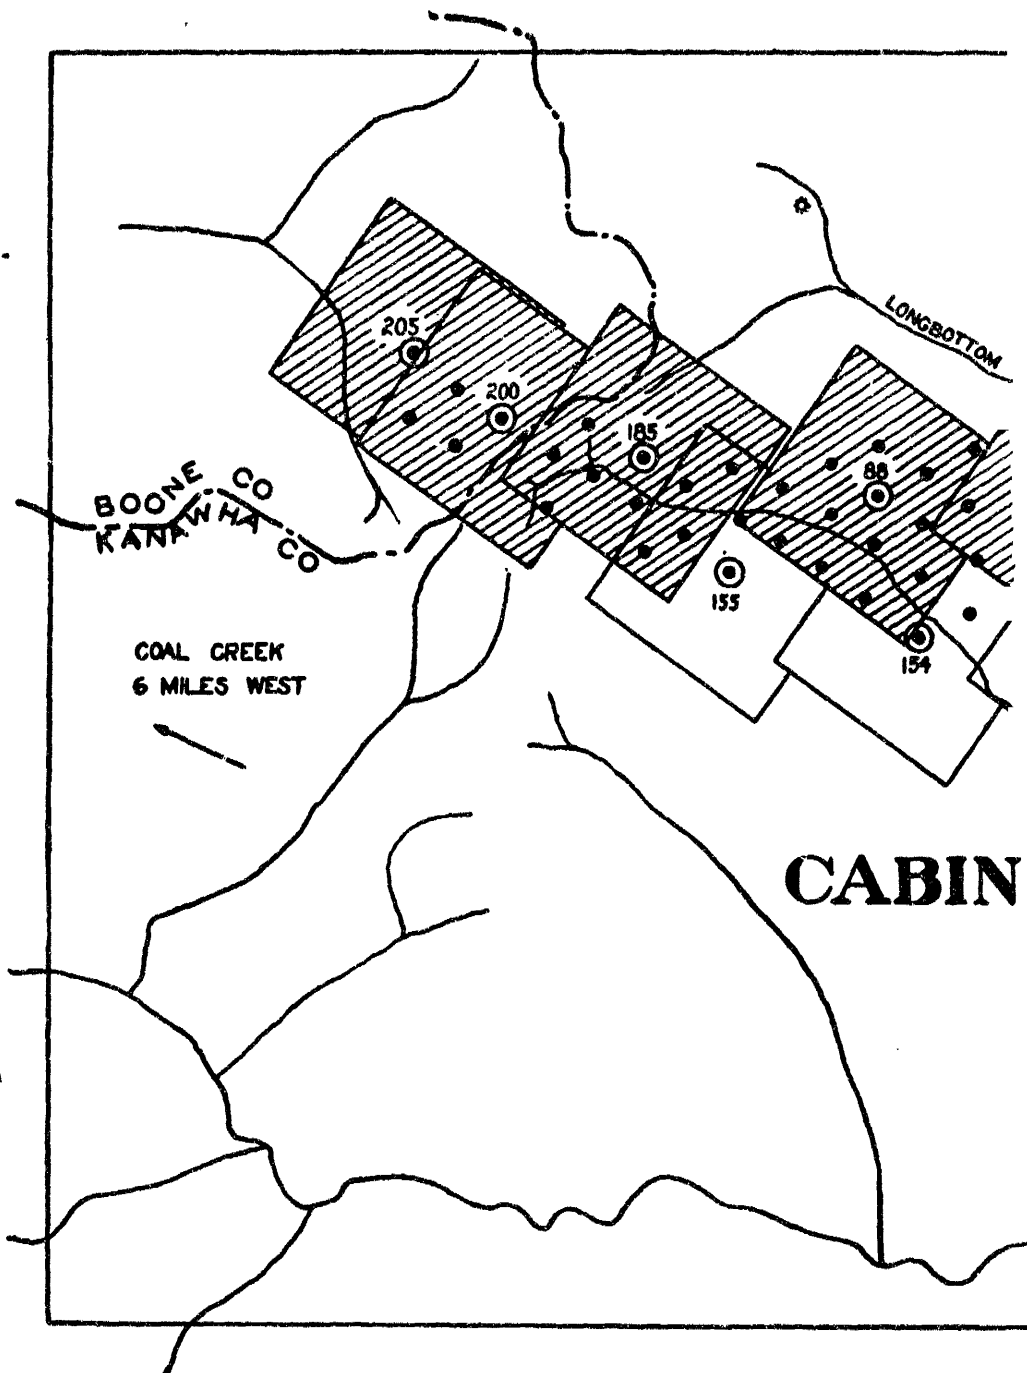 LONGBOTTOM
205
200
185
88
BOONE CO
KANAWHA CO
155
COAL CREEK
6 MILES WEST
154
CABIN